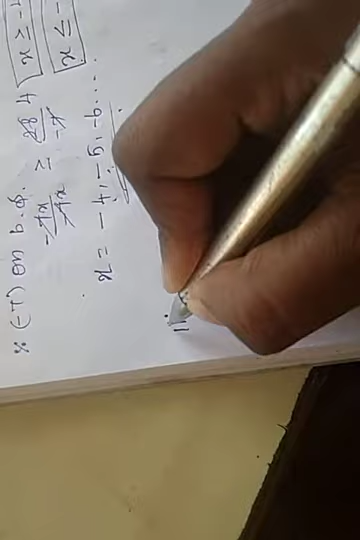 % (-7) on b.s.
-7x/-7 ≥ 28 4/-7
x ≥ -4
x ≤ -
x = -4, -5, -6....